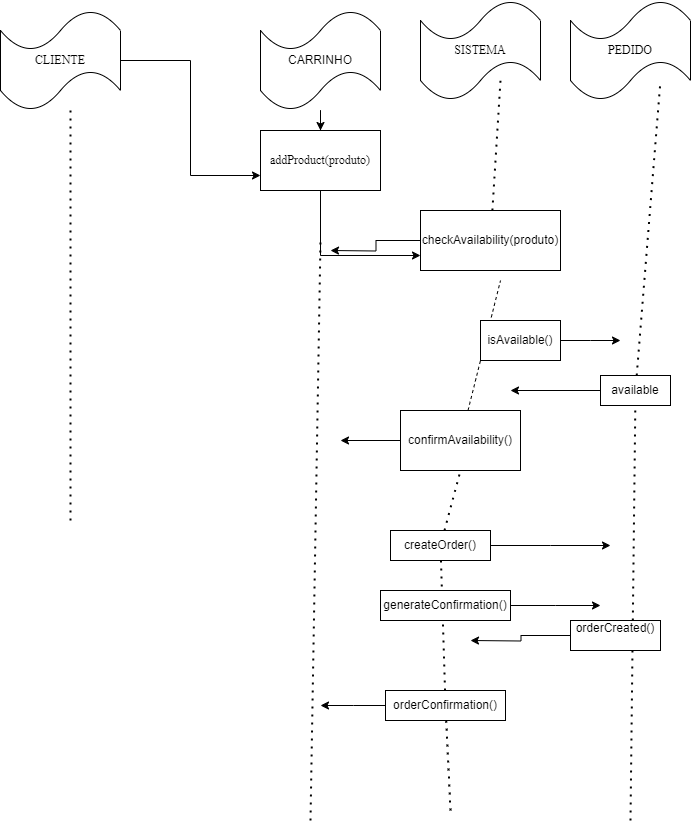 CLIENTE
CARRINHO
SISTEMA
PEDIDO
addProduct(produto)
checkAvailability(produto)
isAvailable()
available
confirmAvailability()
createOrder()
generateConfirmation()
orderCreated()
orderConfirmation()